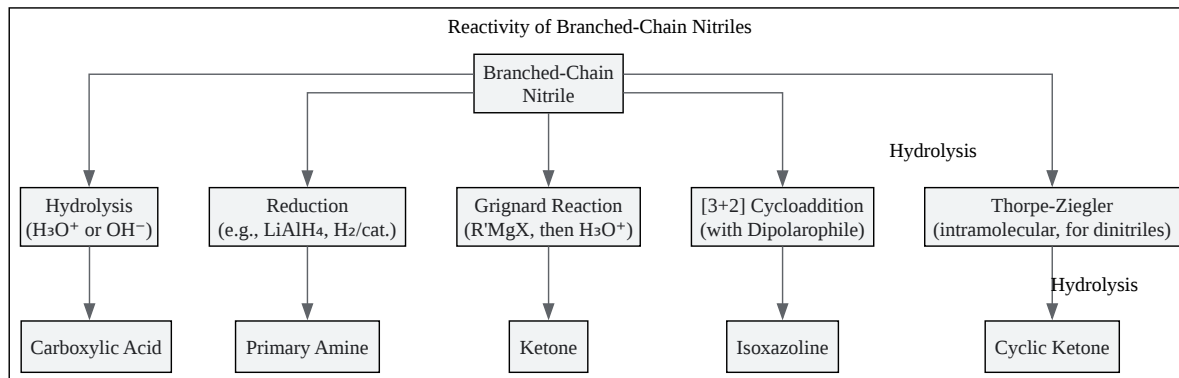 Reactivity of Branched-Chain Nitriles
Branched-Chain
Nitrile
Hydrolysis
Hydrolysis
(H₃O⁺ or OH⁻)
Reduction
(e.g., LiAlH₄, H₂/cat.)
Grignard Reaction
(R'MgX, then H₃O⁺)
[3+2] Cycloaddition
(with Dipolarophile)
Thorpe-Ziegler
(intramolecular, for dinitriles)
Hydrolysis
Carboxylic Acid
Primary Amine
Ketone
Isoxazoline
Cyclic Ketone